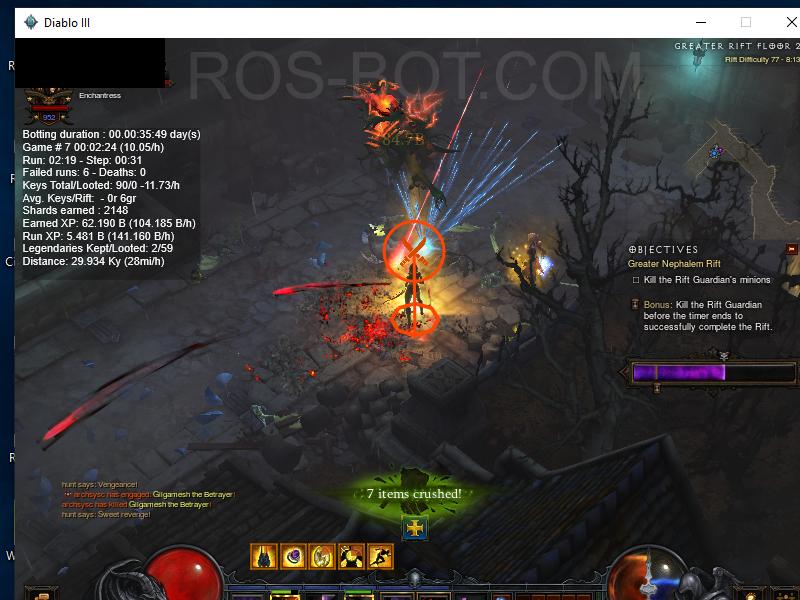 Diablo III
ROS-BOT.COM
GREATER RIFT FLOOR 2
Rift Difficulty 77 - 8:13
Enchantress
952
84.7B
Botting duration : 00.00:35:49 day(s)
Game # 7 00:02:24 (10.05/h)
Run: 02:19 - Step: 00:31
Failed runs: 6 - Deaths: 0
Keys Total/Looted: 90/0 -11.73/h
Avg. Keys/Rift: - 0r 6gr
Shards earned : 2148
Earned XP: 62.190 B (104.185 B/h)
Run XP: 5.481 B (141.160 B/h)
Legendaries Kept/Looted: 2/59
Distance: 29.934 Ky (28mi/h)
OBJECTIVES
Greater Nephalem Rift
Kill the Rift Guardian's minions
Bonus: Kill the Rift Guardian
before the timer ends to
successfully complete the Rift.
hunt says: Vengeance!
archsysc has engaged Gilgamesh the Betrayer!
archsysc has killed Gilgamesh the Betrayer!
hunt says: Sweet revenge!
7 items crushed!